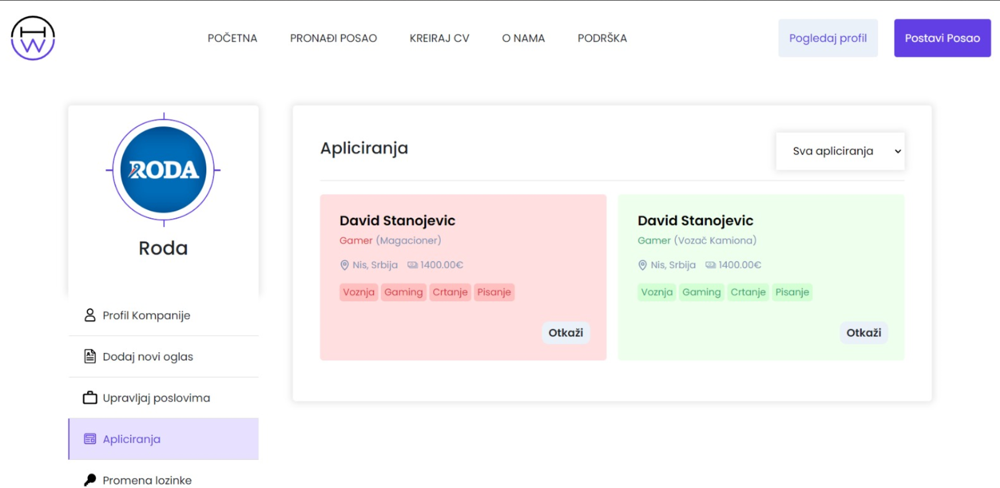 HW
POČETNA PRONAĐI POSAO KREIRAJ CV O NAMA PODRŠKA Pogledaj profil Postavi Posao
RODA
Roda
Profil Kompanije
Dodaj novi oglas
Upravljaj poslovima
Apliciranja
Promena lozinke
Apliciranja
Sva apliciranja
David Stanojevic
Gamer (Magacioner)
Nis, Srbija 1400.00€
Voznja Gaming Crtanje Pisanje
Otkaži
David Stanojevic
Gamer (Vozač Kamiona)
Nis, Srbija 1400.00€
Voznja Gaming Crtanje Pisanje
Otkaži